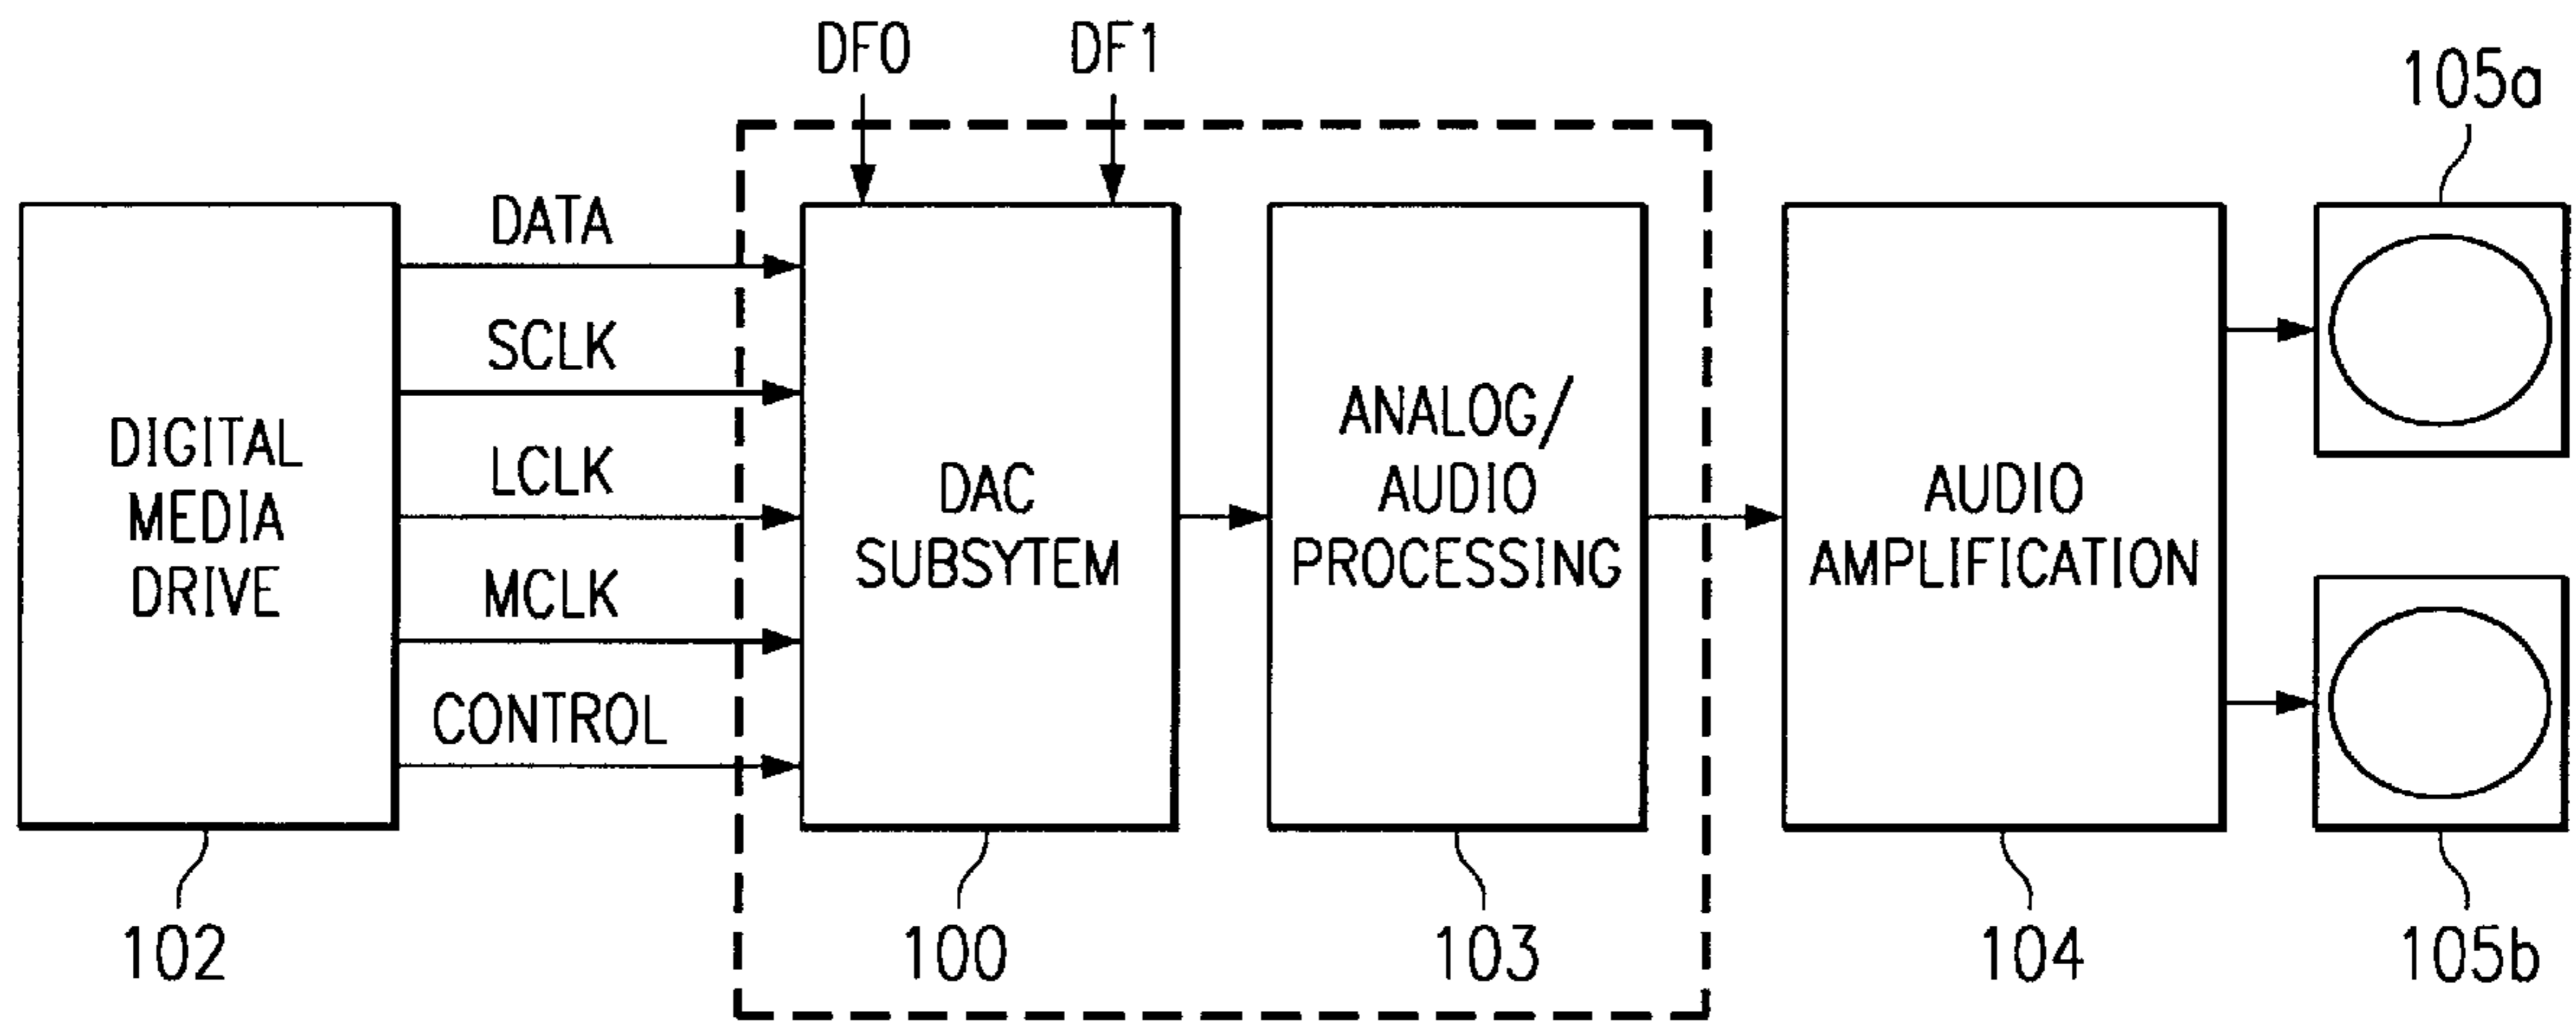 DF0
DF1
105a
DATA
SCLK
LCLK
MCLK
CONTROL
DIGITAL
MEDIA
DRIVE
DAC
SUBSYTEM
ANALOG/
AUDIO
PROCESSING
AUDIO
AMPLIFICATION
102
100
103
104
105b